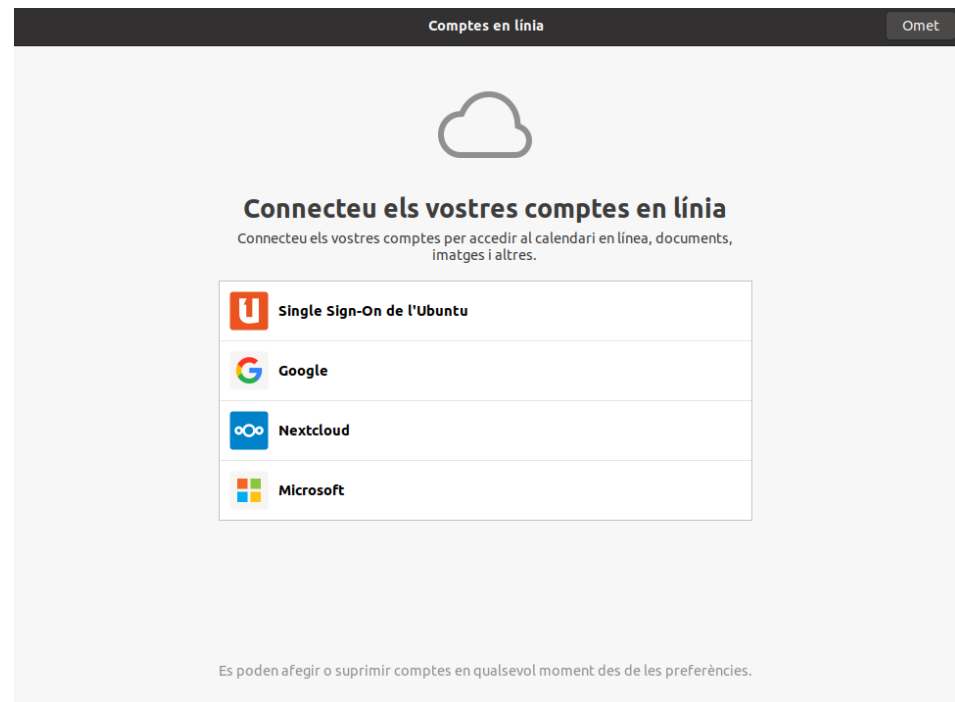 Comptes en línia
Omet
Connecteu els vostres comptes en línia
Connecteu els vostres comptes per accedir al calendari en línea, documents,
imatges i altres.
Single Sign-On de l'Ubuntu
Google
Nextcloud
Microsoft
Es poden afegir o suprimir comptes en qualsevol moment des de les preferències.